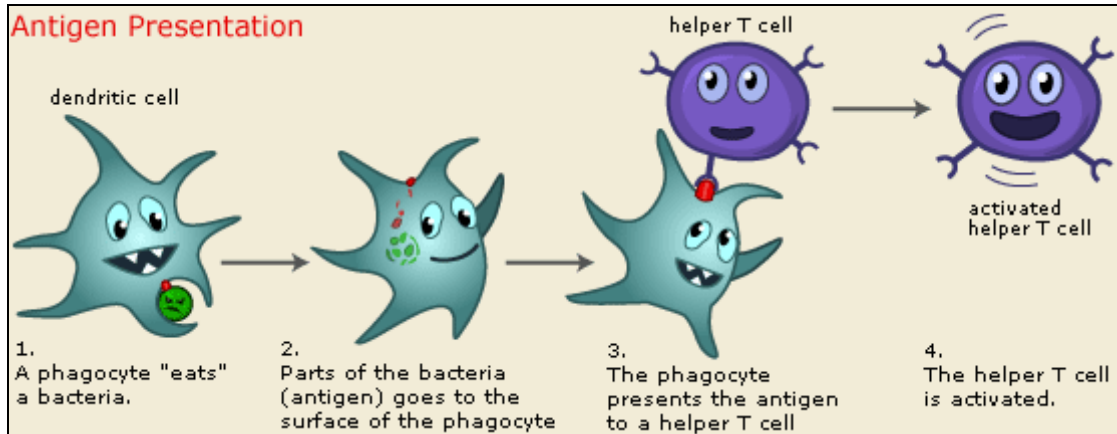 Antigen Presentation
helper T cell
dendritic cell
activated
helper T cell
1.
A phagocyte "eats"
a bacteria.
2.
Parts of the bacteria
(antigen) goes to the
surface of the phagocyte
3.
The phagocyte
presents the antigen
to a helper T cell
4.
The helper T cell
is activated.